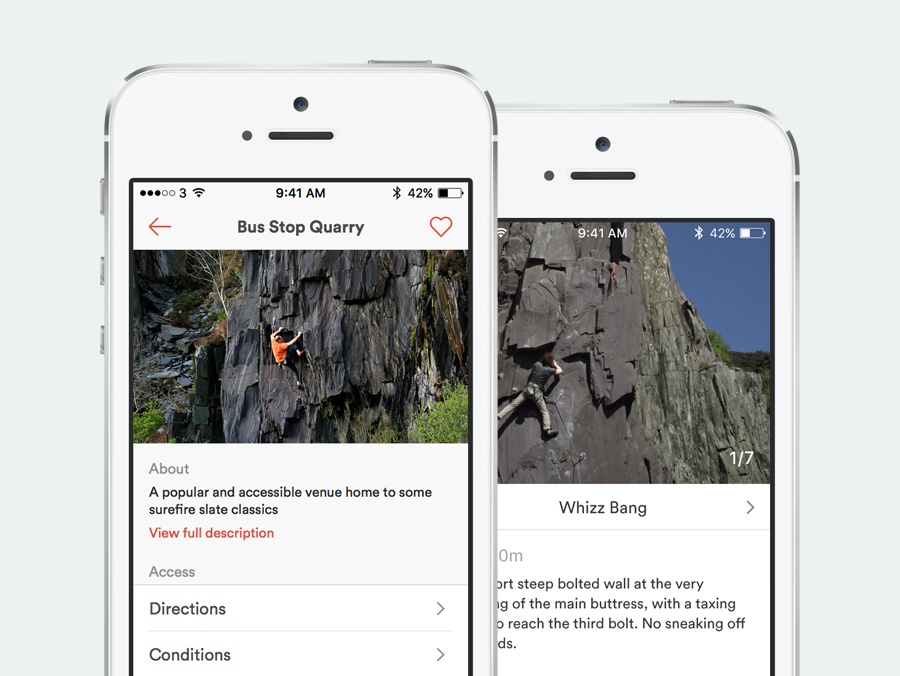 3 9:41 AM 42%
Bus Stop Quarry
About
A popular and accessible venue home to some
surefire slate classics
View full description
Access
Directions
Conditions
9:41 AM 42%
1/7
Whizz Bang
0m
ort steep bolted wall at the very
g of the main buttress, with a taxing
o reach the third bolt. No sneaking off
ds.